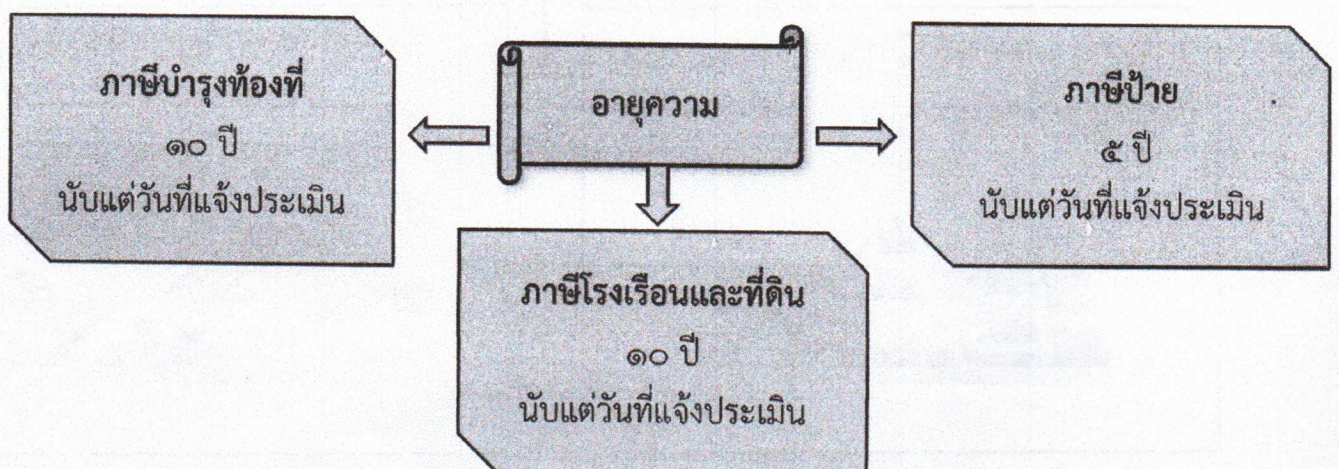 อายุความ
ภาษีบำรุงท้องที่
๑๐ ปี
นับแต่วันที่แจ้งประเมิน
ภาษีโรงเรือนและที่ดิน
๑๐ ปี
นับแต่วันที่แจ้งประเมิน
ภาษีป้าย
๕ ปี
นับแต่วันที่แจ้งประเมิน